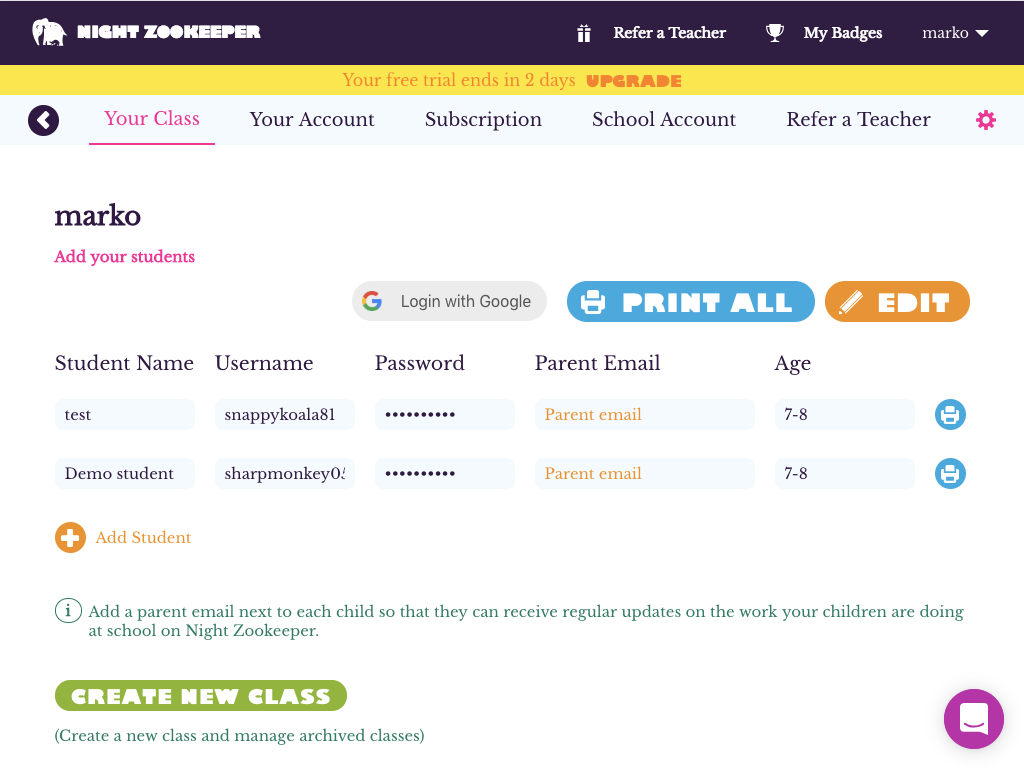 NIGHT ZOOKEEPER
Refer a Teacher
My Badges
marko
Your free trial ends in 2 days UPGRADE
Your Class
Your Account
Subscription
School Account
Refer a Teacher
marko
Add your students
Login with Google
PRINT ALL
EDIT
Student Name
Username
Password
Parent Email
Age
test
snappykoala81
••••••••••
Parent email
7-8
Demo student
sharpmonkey05
••••••••••
Parent email
7-8
Add Student
i
Add a parent email next to each child so that they can receive regular updates on the work your children are doing
at school on Night Zookeeper.
CREATE NEW CLASS
(Create a new class and manage archived classes)